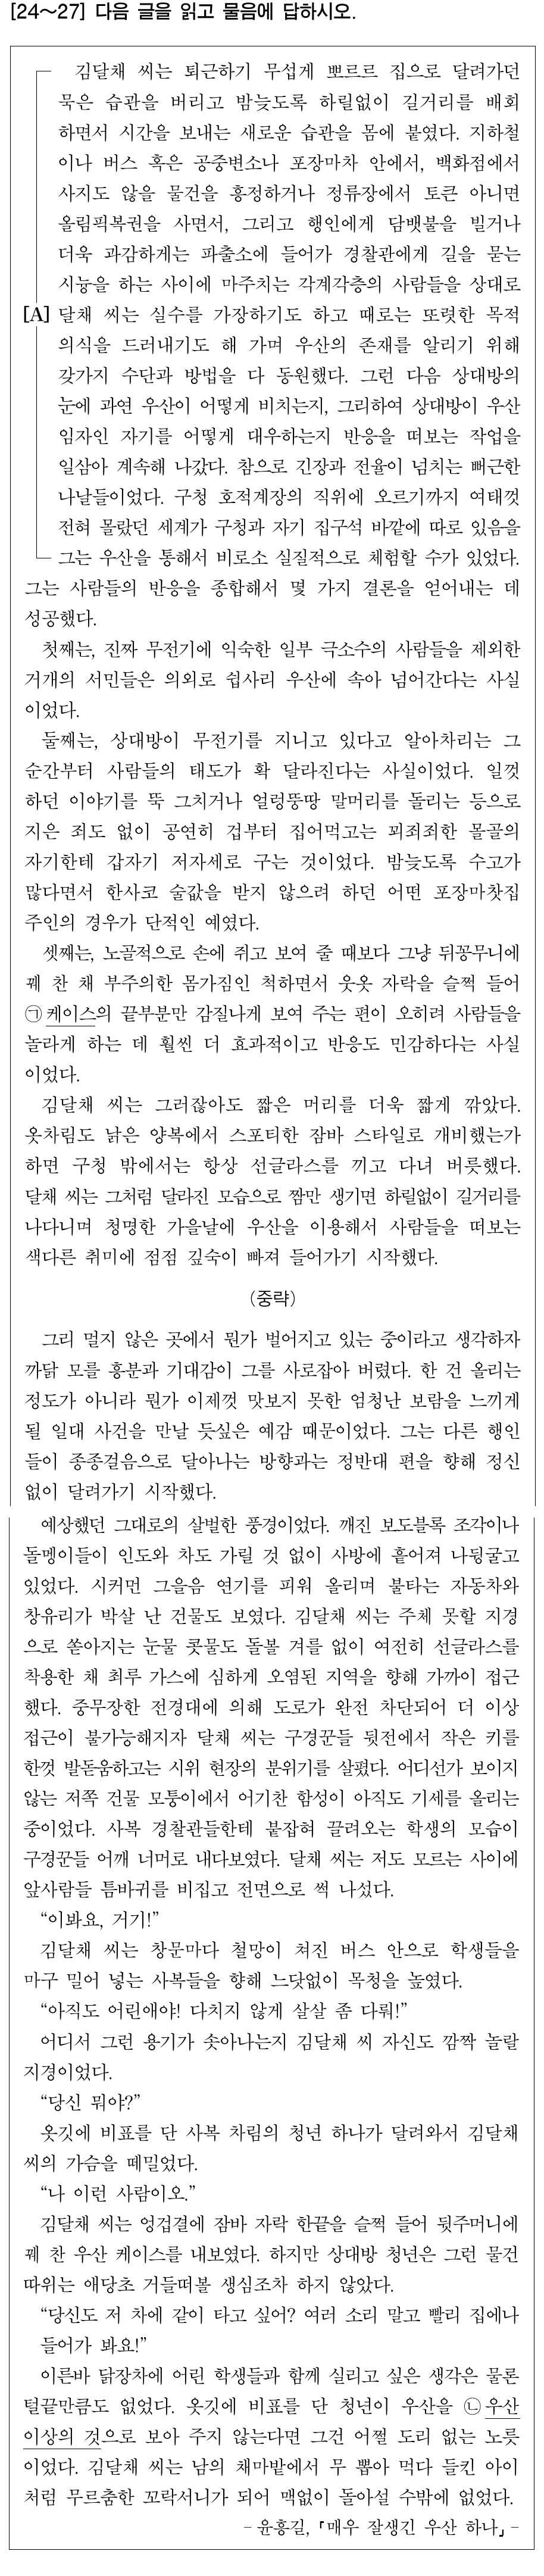 [24～27] 다음 글을 읽고 물음에 답하시오.
김달채 씨는 퇴근하기 무섭게 뽀르르 집으로 달려가던
묵은 습관을 버리고 밤늦도록 하릴없이 길거리를 배회
하면서 시간을 보내는 새로운 습관을 몸에 붙였다. 지하철
이나 버스 혹은 공중변소나 포장마차 안에서, 백화점에서
사지도 않을 물건을 흥정하거나 정류장에서 토큰 아니면
올림픽복권을 사면서, 그리고 행인에게 담뱃불을 빌거나
더욱 과감하게는 파출소에 들어가 경찰관에게 길을 묻는
시늉을 하는 사이에 마주치는 각계각층의 사람들을 상대로
[A] 달채 씨는 실수를 가장하기도 하고 때로는 또렷한 목적
의식을 드러내기도 해 가며 우산의 존재를 알리기 위해
갖가지 수단과 방법을 다 동원했다. 그런 다음 상대방의
눈에 과연 우산이 어떻게 비치는지, 그리하여 상대방이 우산
임자인 자기를 어떻게 대우하는지 반응을 떠보는 작업을
일삼아 계속해 나갔다. 참으로 긴장과 전율이 넘치는 뻐근한
나날들이었다. 구청 호적계장의 직위에 오르기까지 여태껏
전혀 몰랐던 세계가 구청과 자기 집구석 바깥에 따로 있음을
그는 우산을 통해서 비로소 실질적으로 체험할 수가 있었다.
그는 사람들의 반응을 종합해서 몇 가지 결론을 얻어내는 데
성공했다.
첫째는, 진짜 무전기에 익숙한 일부 극소수의 사람들을 제외한
거개의 서민들은 의외로 쉽사리 우산에 속아 넘어간다는 사실
이었다.
둘째는, 상대방이 무전기를 지니고 있다고 알아차리는 그
순간부터 사람들의 태도가 확 달라진다는 사실이었다. 일껏
하던 이야기를 뚝 그치거나 얼렁뚱땅 말머리를 돌리는 등으로
지은 죄도 없이 공연히 겁부터 집어먹고는 꾀죄죄한 몰골의
자기한테 갑자기 저자세로 구는 것이었다. 밤늦도록 수고가
많다면서 한사코 술값을 받지 않으려 하던 어떤 포장마찻집
주인의 경우가 단적인 예였다.
셋째는, 노골적으로 손에 쥐고 보여 줄 때보다 그냥 뒤꽁무니에
꿰 찬 채 부주의한 몸가짐인 척하면서 웃옷 자락을 슬쩍 들어
㉠케이스의 끝부분만 감질나게 보여 주는 편이 오히려 사람들을
놀라게 하는 데 훨씬 더 효과적이고 반응도 민감하다는 사실
이었다.
김달채 씨는 그러잖아도 짧은 머리를 더욱 짧게 깎았다.
옷차림도 낡은 양복에서 스포티한 잠바 스타일로 개비했는가
하면 구청 밖에서는 항상 선글라스를 끼고 다녀 버릇했다.
달채 씨는 그처럼 달라진 모습으로 짬만 생기면 하릴없이 길거리를
나다니며 청명한 가을날에 우산을 이용해서 사람들을 떠보는
색다른 취미에 점점 깊숙이 빠져 들어가기 시작했다.
(중략)
그리 멀지 않은 곳에서 뭔가 벌어지고 있는 중이라고 생각하자
까닭 모를 흥분과 기대감이 그를 사로잡아 버렸다. 한 건 올리는
정도가 아니라 뭔가 이제껏 맛보지 못한 엄청난 보람을 느끼게
될 일대 사건을 만날 듯싶은 예감 때문이었다. 그는 다른 행인
들이 종종걸음으로 달아나는 방향과는 정반대 편을 향해 정신
없이 달려가기 시작했다.
예상했던 그대로의 살벌한 풍경이었다. 깨진 보도블록 조각이나
돌멩이들이 인도와 차도 가릴 것 없이 사방에 흩어져 나뒹굴고
있었다. 시커먼 그을음 연기를 피워 올리며 불타는 자동차와
창유리가 박살 난 건물도 보였다. 김달채 씨는 주체 못할 지경
으로 쏟아지는 눈물 콧물도 돌볼 겨를 없이 여전히 선글라스를
착용한 채 최루 가스에 심하게 오염된 지역을 향해 가까이 접근
했다. 중무장한 전경대에 의해 도로가 완전 차단되어 더 이상
접근이 불가능해지자 달채 씨는 구경꾼들 뒷전에서 작은 키를
한껏 발돋움하고는 시위 현장의 분위기를 살폈다. 어디선가 보이지
않는 저쪽 건물 모퉁이에서 어기찬 함성이 아직도 기세를 올리는
중이었다. 사복 경찰관들한테 붙잡혀 끌려오는 학생의 모습이
구경꾼들 어깨 너머로 내다보였다. 달채 씨는 저도 모르는 사이에
앞사람들 틈바귀를 비집고 전면으로 썩 나섰다.
“이봐요, 거기!”
김달채 씨는 창문마다 철망이 쳐진 버스 안으로 학생들을
마구 밀어 넣는 사복들을 향해 느닷없이 목청을 높였다.
“아직도 어린애야! 다치지 않게 살살 좀 다뤄!”
어디서 그런 용기가 솟아나는지 김달채 씨 자신도 깜짝 놀랄
지경이었다.
“당신 뭐야?”
옷깃에 비표를 단 사복 차림의 청년 하나가 달려와서 김달채
씨의 가슴을 떼밀었다.
“나 이런 사람이오.”
김달채 씨는 엉겁결에 잠바 자락 한끝을 슬쩍 들어 뒷주머니에
꿰 찬 우산 케이스를 내보였다. 하지만 상대방 청년은 그런 물건
따위는 애당초 거들떠볼 생심조차 하지 않았다.
“당신도 저 차에 같이 타고 싶어? 여러 소리 말고 빨리 집에나
들어가 봐요!”
이른바 닭장차에 어린 학생들과 함께 실리고 싶은 생각은 물론
털끝만큼도 없었다. 옷깃에 비표를 단 청년이 우산을 ㉡우산
이상의 것으로 보아 주지 않는다면 그건 어쩔 도리 없는 노릇
이었다. 김달채 씨는 남의 채마밭에서 무 뽑아 먹다 들킨 아이
처럼 무르춤한 꼬락서니가 되어 맥없이 돌아설 수밖에 없었다.
- 윤흥길, 「매우 잘생긴 우산 하나」 -